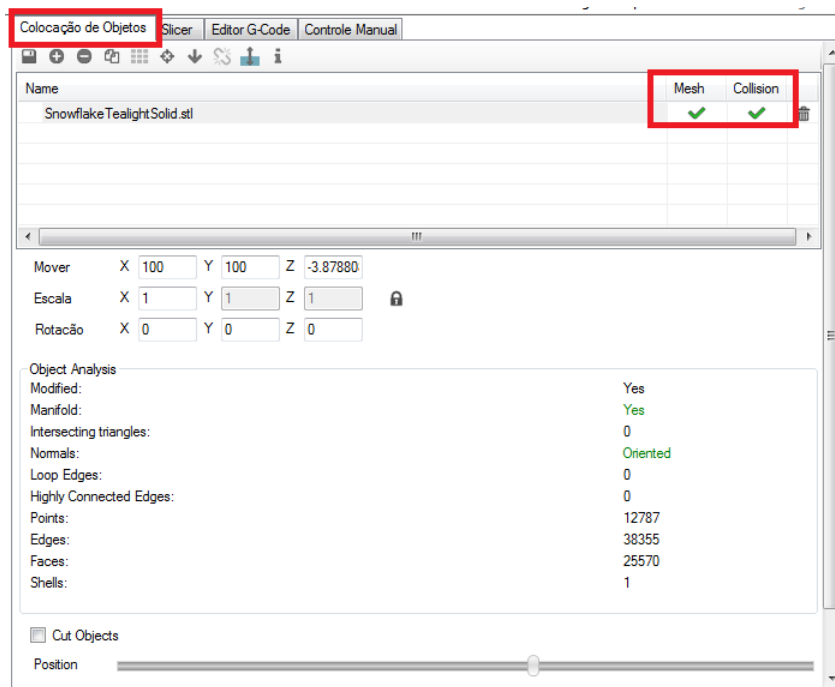 Colocação de Objetos Slicer Editor G-Code Controle Manual
Name Mesh Collision
SnowflakeTealightSolid.stl
Mover X 100 Y 100 Z -3.87880
Escala X 1 Y 1 Z 1
Rotacão X 0 Y 0 Z 0
Object Analysis
Modified: Yes
Manifold: Yes
Intersecting triangles: 0
Normals: Oriented
Loop Edges: 0
Highly Connected Edges: 0
Points: 12787
Edges: 38355
Faces: 25570
Shells: 1
Cut Objects
Position